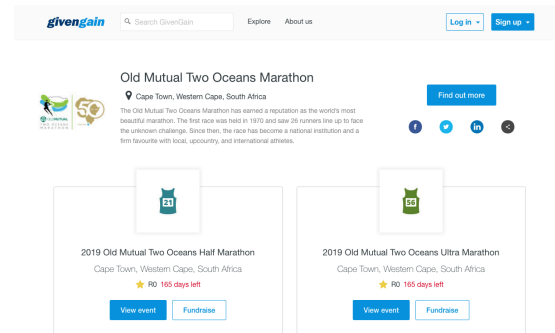 givengain
Search GivenGain
Explore
About us
Log in
Sign up
Old Mutual Two Oceans Marathon
Cape Town, Western Cape, South Africa
Find out more
The Old Mutual Two Oceans Marathon has earned a reputation as the world's most
beautiful marathon. The first race was held in 1970 and saw 26 runners line up to face
the unknown challenge. Since then, the race has become a national institution and a
firm favourite with local, upcountry, and international athletes.
50
OLDMUTUAL
TWO OCEANS
MARATHON
21
2019 Old Mutual Two Oceans Half Marathon
Cape Town, Western Cape, South Africa
R0 165 days left
View event
Fundraise
56
2019 Old Mutual Two Oceans Ultra Marathon
Cape Town, Western Cape, South Africa
R0 165 days left
View event
Fundraise